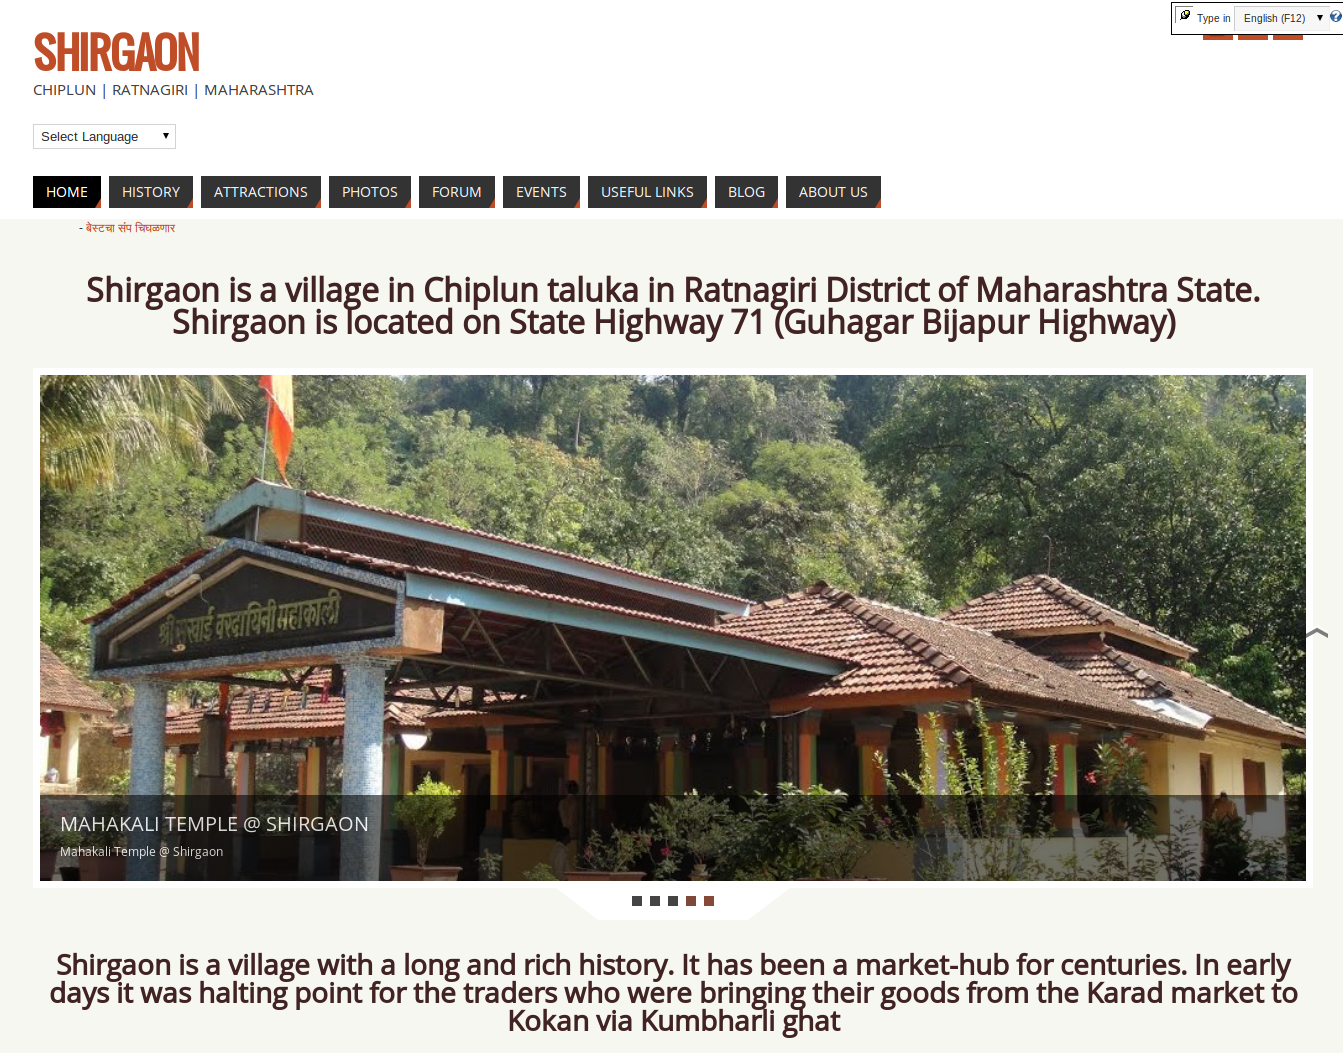 Type in English (F12)
SHIRGAON
CHIPLUN | RATNAGIRI | MAHARASHTRA
Select Language
HOME HISTORY ATTRACTIONS PHOTOS FORUM EVENTS USEFUL LINKS BLOG ABOUT US
- बेस्टचा संप चिघळणार
Shirgaon is a village in Chiplun taluka in Ratnagiri District of Maharashtra State.
Shirgaon is located on State Highway 71 (Guhagar Bijapur Highway)
श्री सुखाई वरदायिनी महाकाली
MAHAKALI TEMPLE @ SHIRGAON
Mahakali Temple @ Shirgaon
Shirgaon is a village with a long and rich history. It has been a market-hub for centuries. In early
days it was halting point for the traders who were bringing their goods from the Karad market to
Kokan via Kumbharli ghat